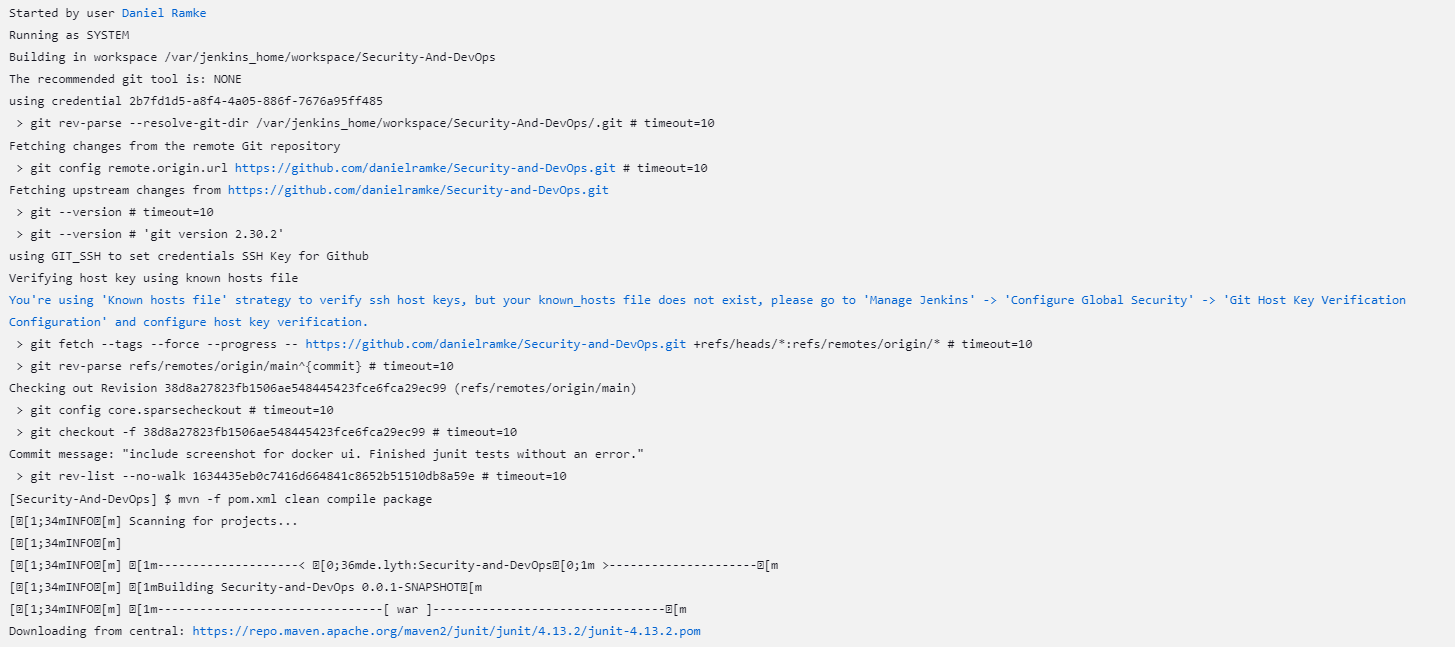 Started by user Daniel Ramke
Running as SYSTEM
Building in workspace /var/jenkins_home/workspace/Security-And-DevOps
The recommended git tool is: NONE
using credential 2b7fd1d5-a8f4-4a05-886f-7676a95ff485
 > git rev-parse --resolve-git-dir /var/jenkins_home/workspace/Security-And-DevOps/.git # timeout=10
Fetching changes from the remote Git repository
 > git config remote.origin.url https://github.com/danielramke/Security-and-DevOps.git # timeout=10
Fetching upstream changes from https://github.com/danielramke/Security-and-DevOps.git
 > git --version # timeout=10
 > git --version # 'git version 2.30.2'
using GIT_SSH to set credentials SSH Key for Github
Verifying host key using known hosts file
You're using 'Known hosts file' strategy to verify ssh host keys, but your known_hosts file does not exist, please go to 'Manage Jenkins' -> 'Configure Global Security' -> 'Git Host Key Verification
Configuration' and configure host key verification.
 > git fetch --tags --force --progress -- https://github.com/danielramke/Security-and-DevOps.git +refs/heads/*:refs/remotes/origin/* # timeout=10
 > git rev-parse refs/remotes/origin/main^{commit} # timeout=10
Checking out Revision 38d8a27823fb1506ae548445423fce6fca29ec99 (refs/remotes/origin/main)
 > git config core.sparsecheckout # timeout=10
 > git checkout -f 38d8a27823fb1506ae548445423fce6fca29ec99 # timeout=10
Commit message: "include screenshot for docker ui. Finished junit tests without an error."
 > git rev-list --no-walk 1634435eb0c7416d664841c8652b51510db8a59e # timeout=10
[Security-And-DevOps] $ mvn -f pom.xml clean compile package
[␛[1;34mINFO␛[m] Scanning for projects...
[␛[1;34mINFO␛[m]
[␛[1;34mINFO␛[m] ␛[1m--------------------< ␛[0;36mde.lyth:Security-and-DevOps␛[0;1m >---------------------␛[m
[␛[1;34mINFO␛[m] ␛[1mBuilding Security-and-DevOps 0.0.1-SNAPSHOT␛[m
[␛[1;34mINFO␛[m] ␛[1m--------------------------------[ war ]---------------------------------␛[m
Downloading from central: https://repo.maven.apache.org/maven2/junit/junit/4.13.2/junit-4.13.2.pom